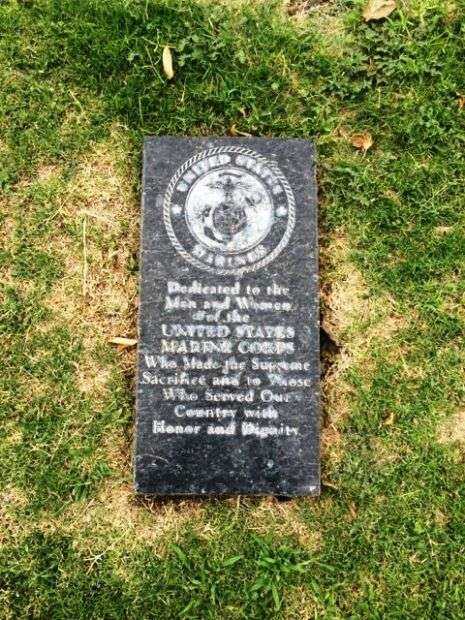 UNITED STATES
MARINES
Dedicated to the
Men and Women
of the
UNITED STATES
MARINE CORPS
Who Made the Supreme
Sacrifice and to Those
Who Served Our
Country with
Honor and Dignity